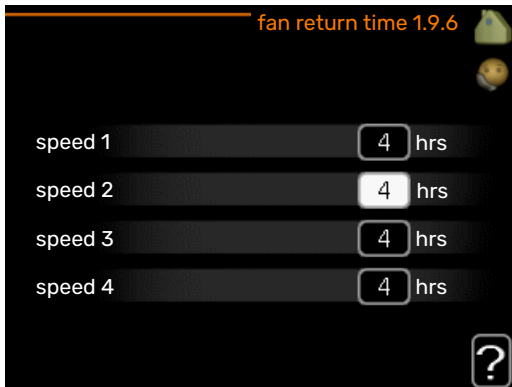 fan return time 1.9.6
speed 1 4 hrs
speed 2 4 hrs
speed 3 4 hrs
speed 4 4 hrs
?